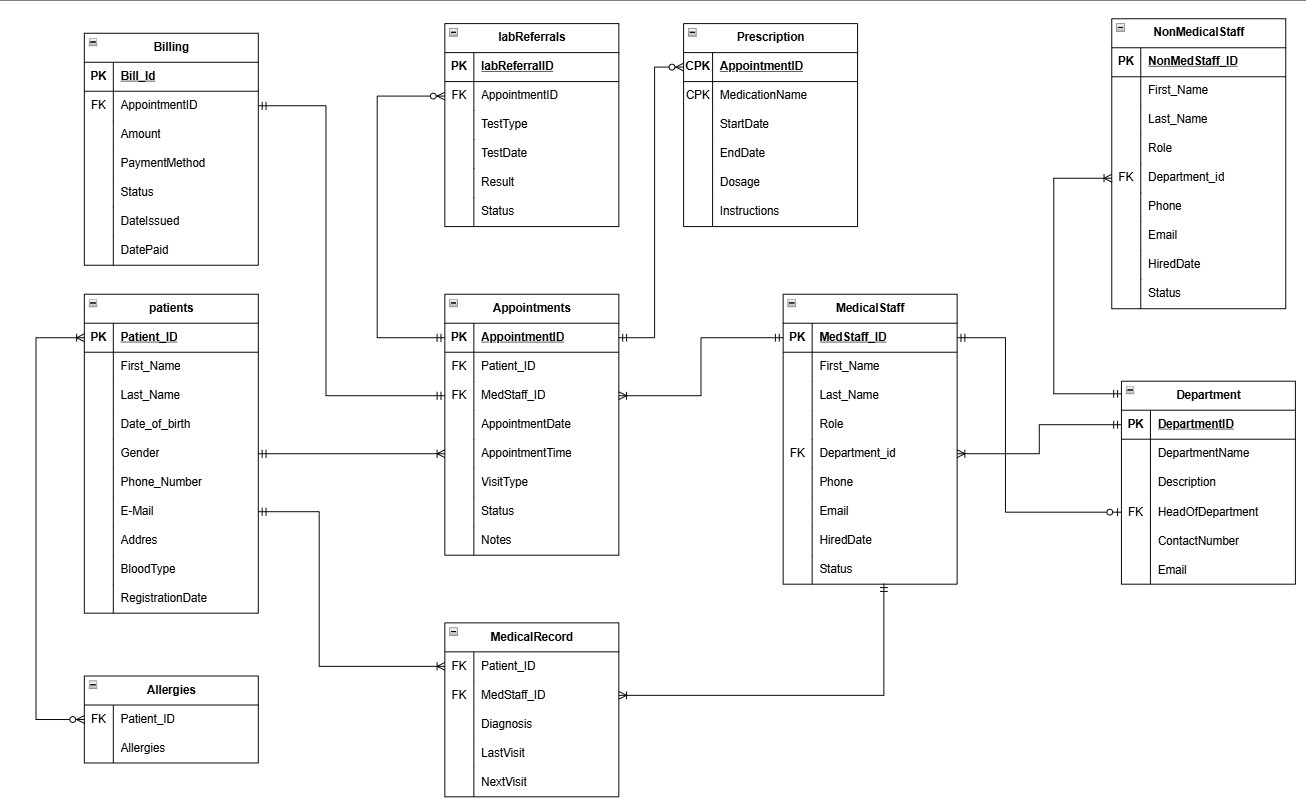 Billing
PK Bill_Id
FK AppointmentID
Amount
PaymentMethod
Status
DateIssued
DatePaid
labReferrals
PK labReferralID
FK AppointmentID
TestType
TestDate
Result
Status
Prescription
CPK AppointmentID
CPK MedicationName
StartDate
EndDate
Dosage
Instructions
NonMedicalStaff
PK NonMedStaff_ID
First_Name
Last_Name
Role
FK Department_id
Phone
Email
HiredDate
Status
patients
PK Patient_ID
First_Name
Last_Name
Date_of_birth
Gender
Phone_Number
E-Mail
Addres
BloodType
RegistrationDate
Appointments
PK AppointmentID
FK Patient_ID
FK MedStaff_ID
AppointmentDate
AppointmentTime
VisitType
Status
Notes
MedicalStaff
PK MedStaff_ID
First_Name
Last_Name
Role
FK Department_id
Phone
Email
HiredDate
Status
Department
PK DepartmentID
DepartmentName
Description
FK HeadOfDepartment
ContactNumber
Email
Allergies
FK Patient_ID
Allergies
MedicalRecord
FK Patient_ID
FK MedStaff_ID
Diagnosis
LastVisit
NextVisit